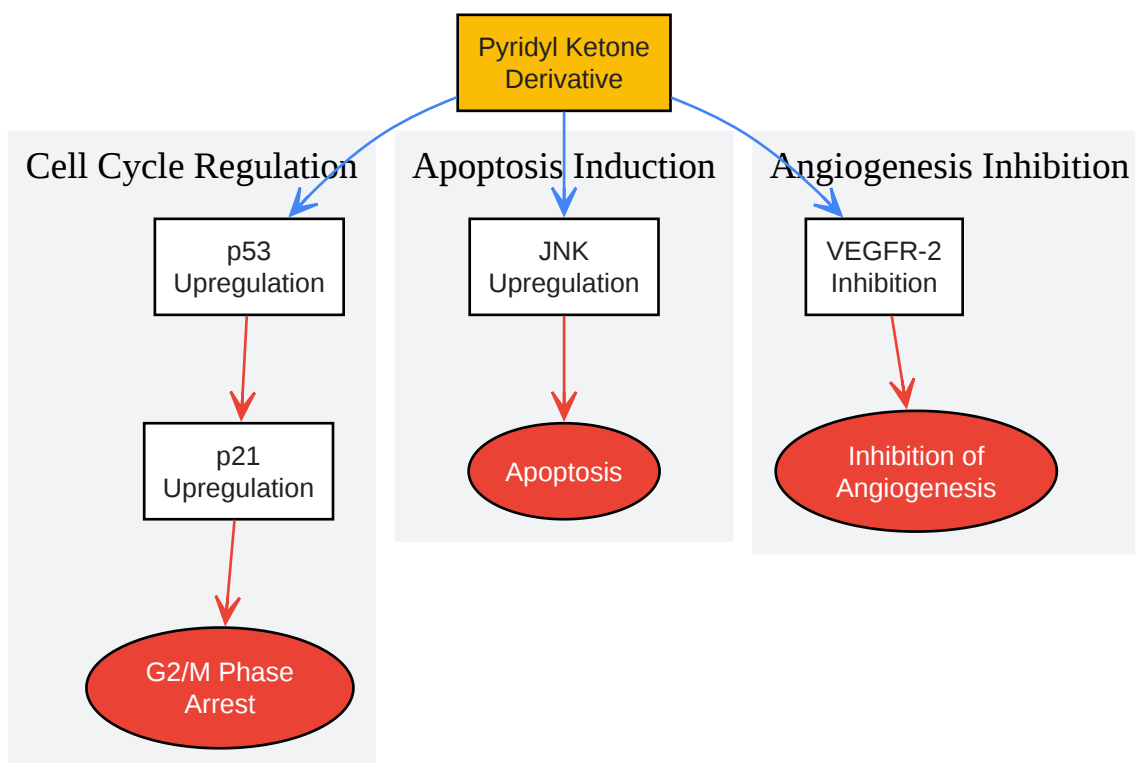 Pyridyl Ketone
Derivative
Cell Cycle Regulation
Apoptosis Induction
Angiogenesis Inhibition
p53
Upregulation
JNK
Upregulation
VEGFR-2
Inhibition
p21
Upregulation
Apoptosis
Inhibition of
Angiogenesis
G2/M Phase
Arrest